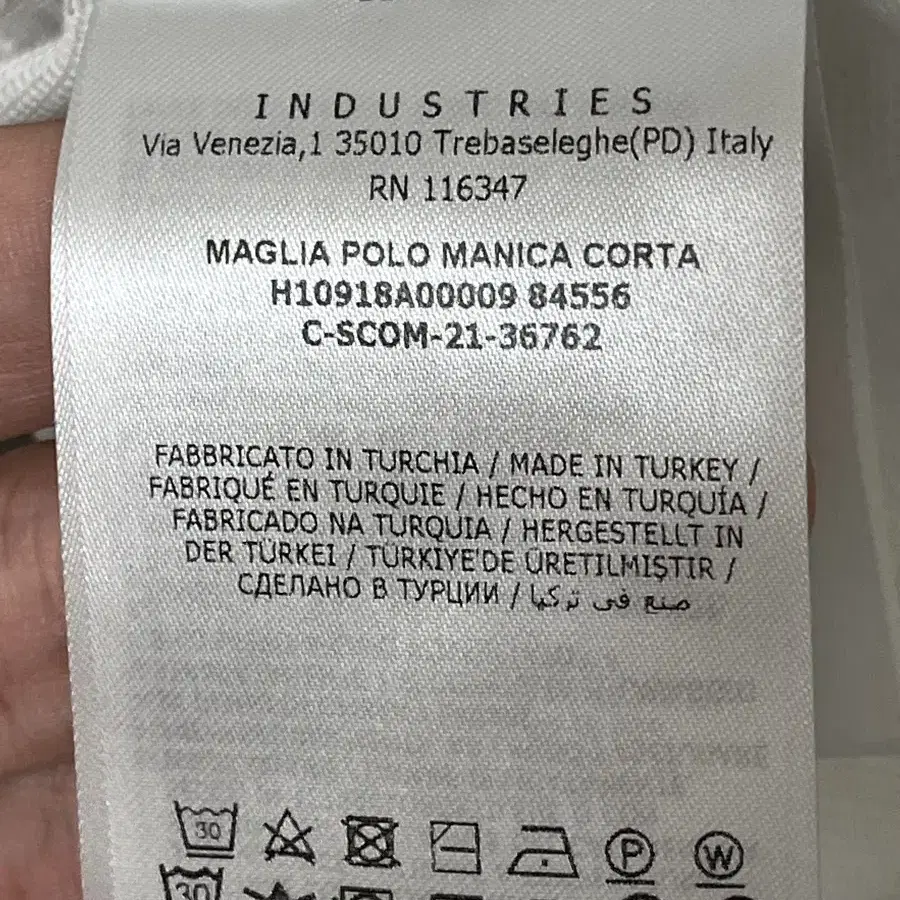 INDUSTRIES
Via Venezia,1 35010 Trebaseleghe(PD) Italy
RN 116347
MAGLIA POLO MANICA CORTA
H10918A00009 84556
C-SCOM-21-36762
FABBRICATO IN TURCHIA / MADE IN TURKEY /
FABRIQUÉ EN TURQUIE / HECHO EN TURQUÍA /
FABRICADO NA TURQUIA / HERGESTELLT IN
DER TÜRKEI / TÜRKIYE'DE ÜRETILMIŞTIR /
СДЕЛАНО В ТУРЦИИ / صنع في تركيا
30 P W
30